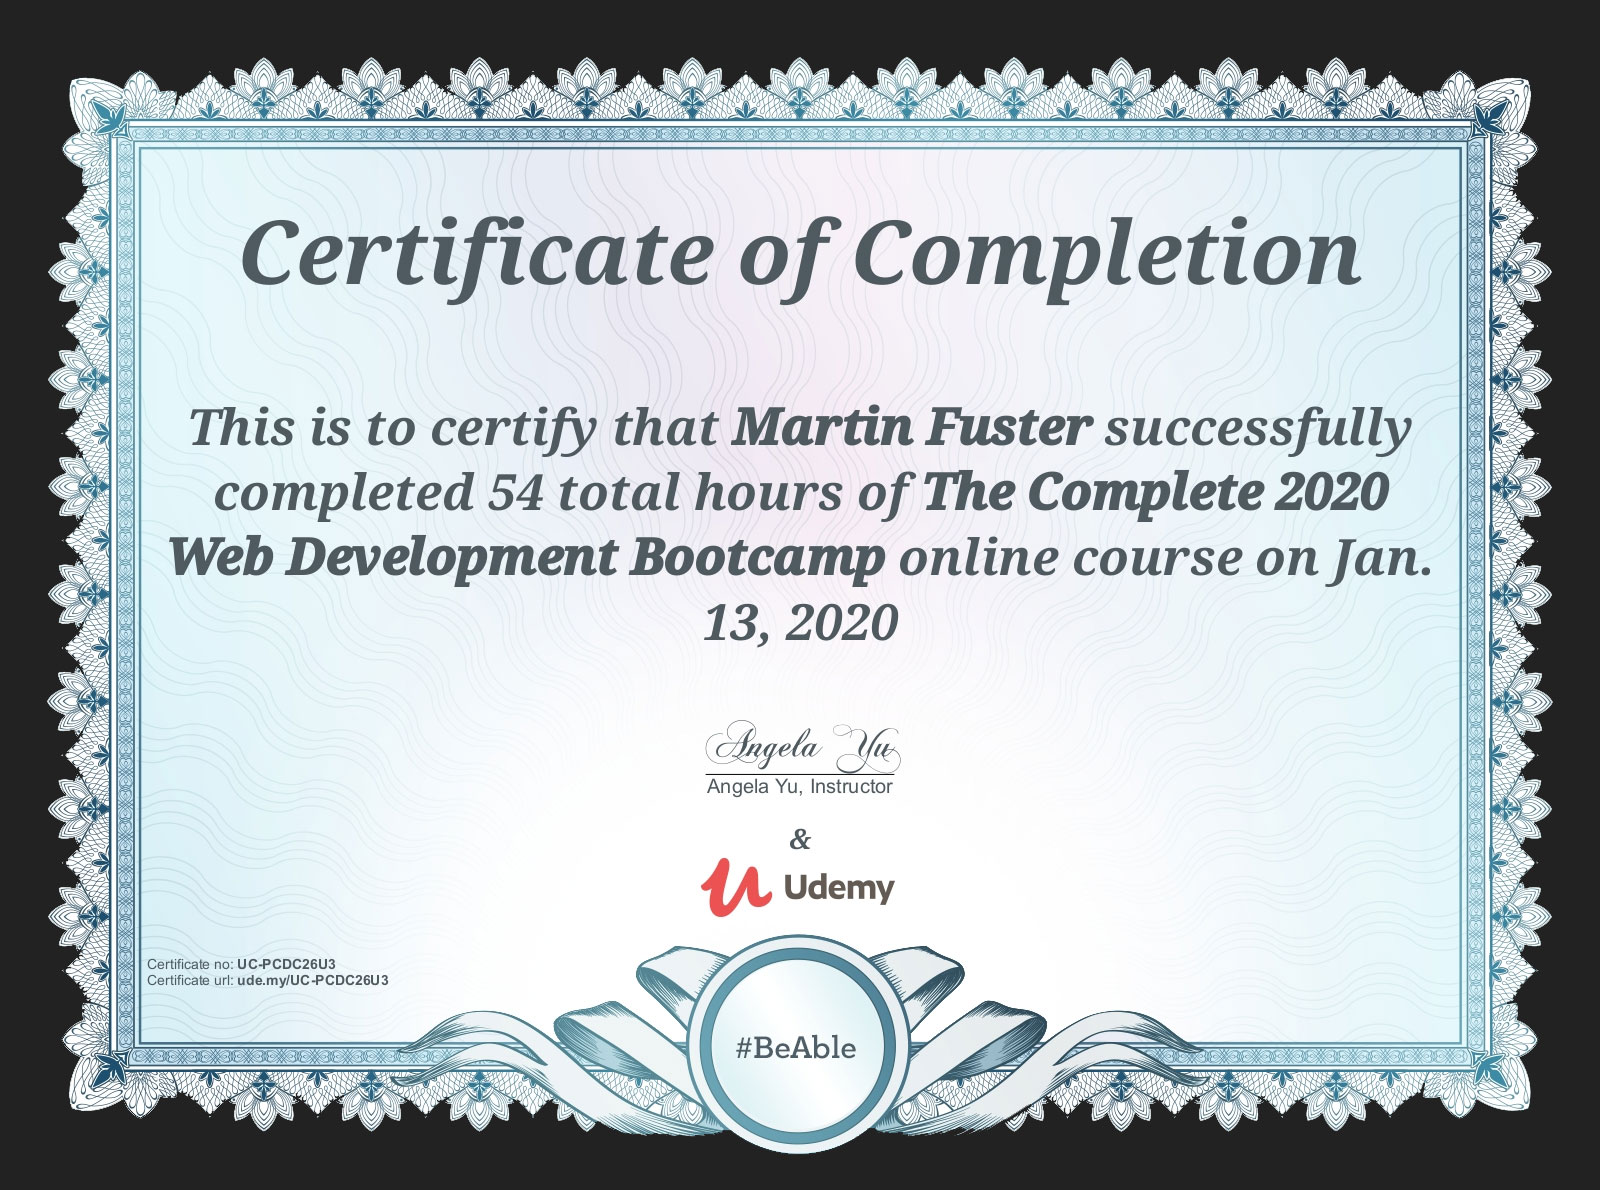 Certificate of Completion
This is to certify that Martin Fuster successfully
completed 54 total hours of The Complete 2020
Web Development Bootcamp online course on Jan.
13, 2020
Angela Yu
Angela Yu, Instructor
&
Udemy
Certificate no: UC-PCDC26U3
Certificate url: ude.my/UC-PCDC26U3
#BeAble